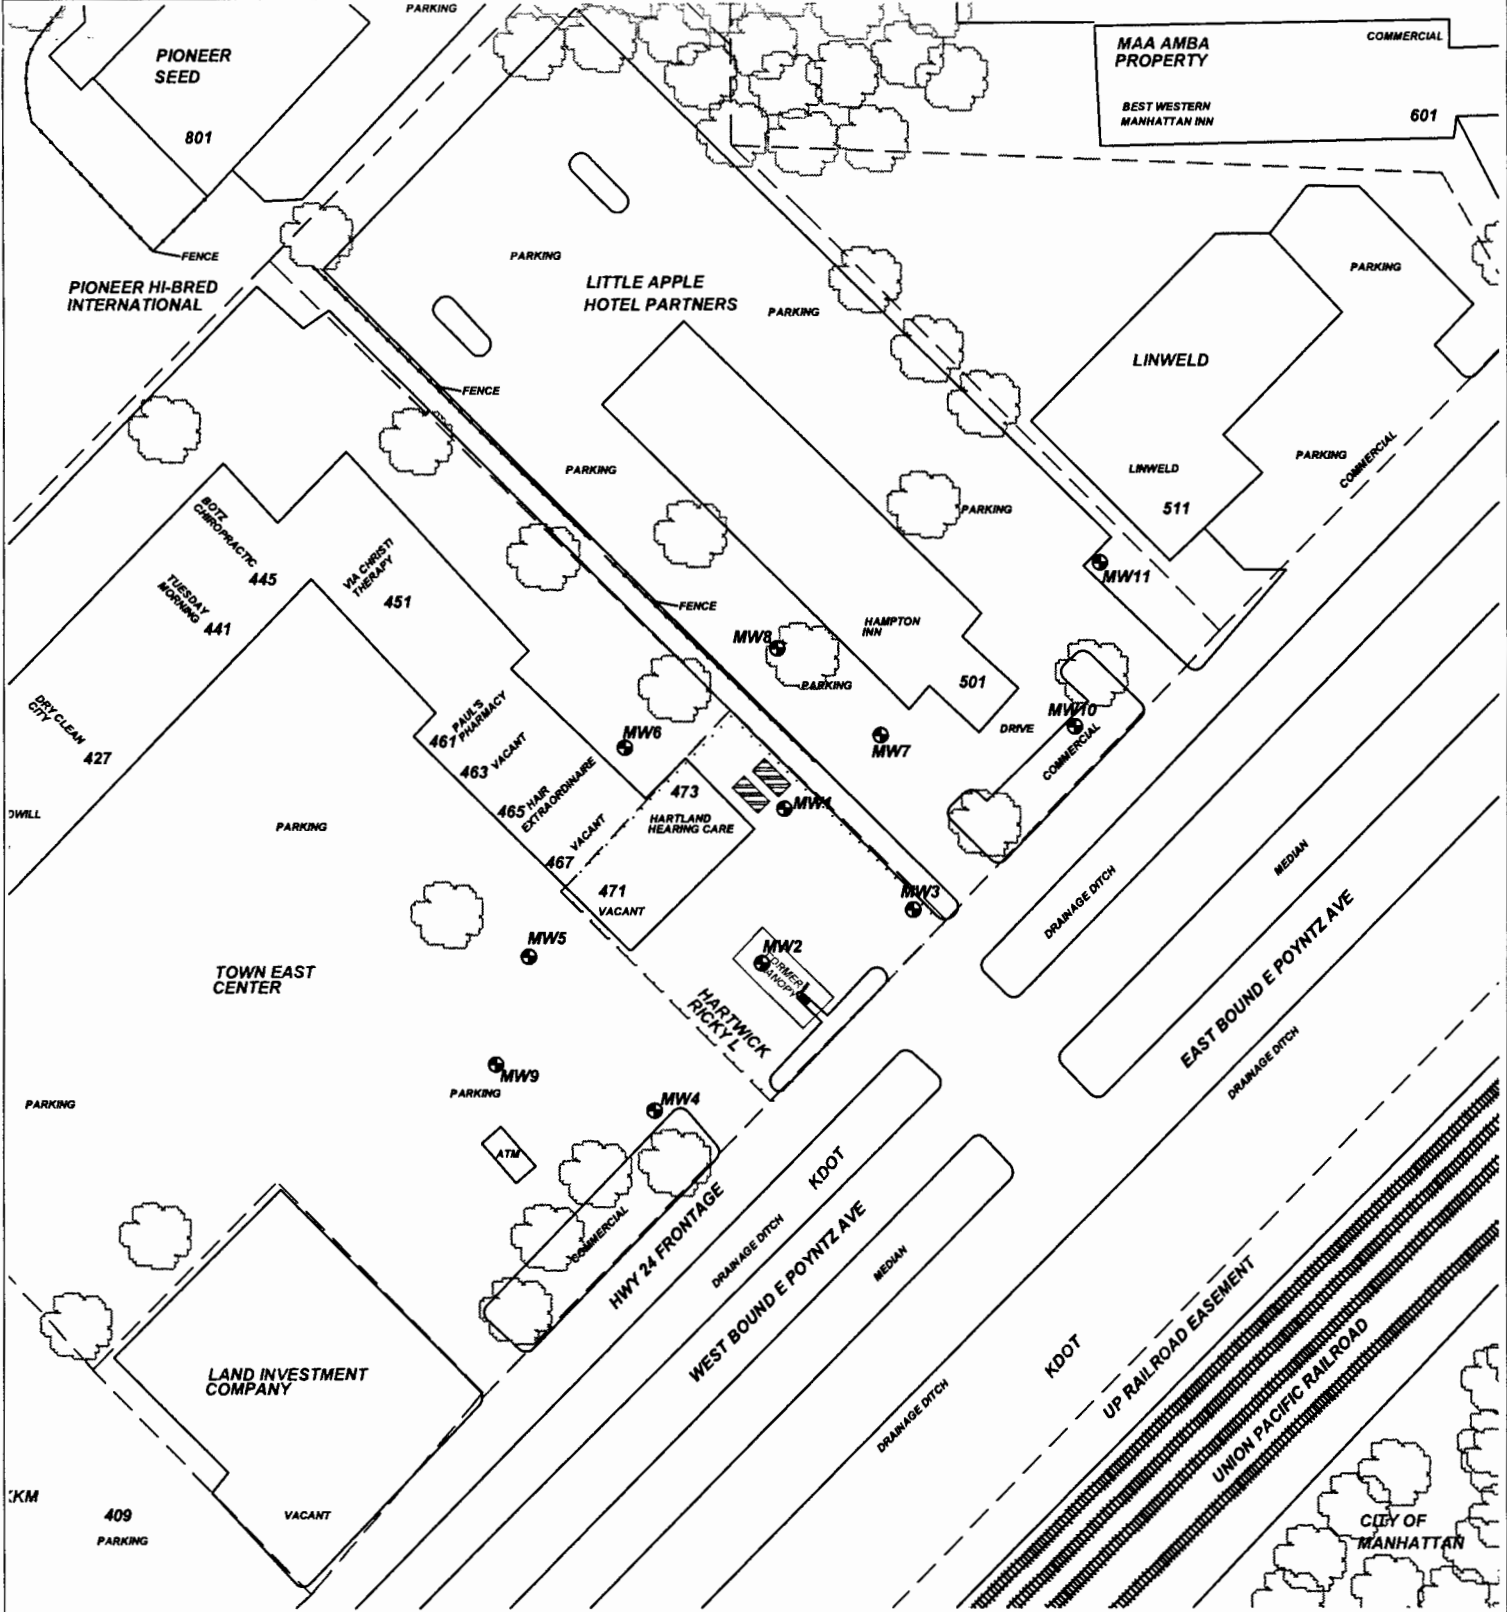 PARKING
PIONEER
SEED
801
MAA AMBA
PROPERTY
COMMERCIAL
BEST WESTERN
MANHATTAN INN
601
FENCE
PIONEER HI-BRED
INTERNATIONAL
PARKING
LITTLE APPLE
HOTEL PARTNERS
PARKING
PARKING
LINWELD
FENCE
PARKING
PARKING
LINWELD
511
PARKING
COMMERCIAL
BOTZ
CHIROPRACTIC
445
TUESDAY
MORNING
441
VIA CHRISTI
THERAPY
451
MW11
FENCE
MW8
HAMPTON
INN
PARKING
501
DRY CLEAN
CITY
427
PAUL'S
PHARMACY
461
463
VACANT
MW6
MW7
DRIVE
MW10
COMMERCIAL
465
HAIR
EXTRAORDINAIRE
473
HARTLAND
HEARING CARE
MW1
PARKING
VACANT
467
471
VACANT
MW3
MW5
MW2
FORMER
CANOPY
TOWN EAST
CENTER
HARTWICK
RICKY L
DRAINAGE DITCH
MEDIAN
EAST BOUND E POYNTZ AVE
DRAINAGE DITCH
MW9
PARKING
MW4
PARKING
ATM
COMMERCIAL
HWY 24 FRONTAGE
KDOT
DRAINAGE DITCH
WEST BOUND E POYNTZ AVE
MEDIAN
LAND INVESTMENT
COMPANY
DRAINAGE DITCH
KDOT
UP RAILROAD EASEMENT
UNION PACIFIC RAILROAD
409
PARKING
VACANT
CITY OF
MANHATTAN